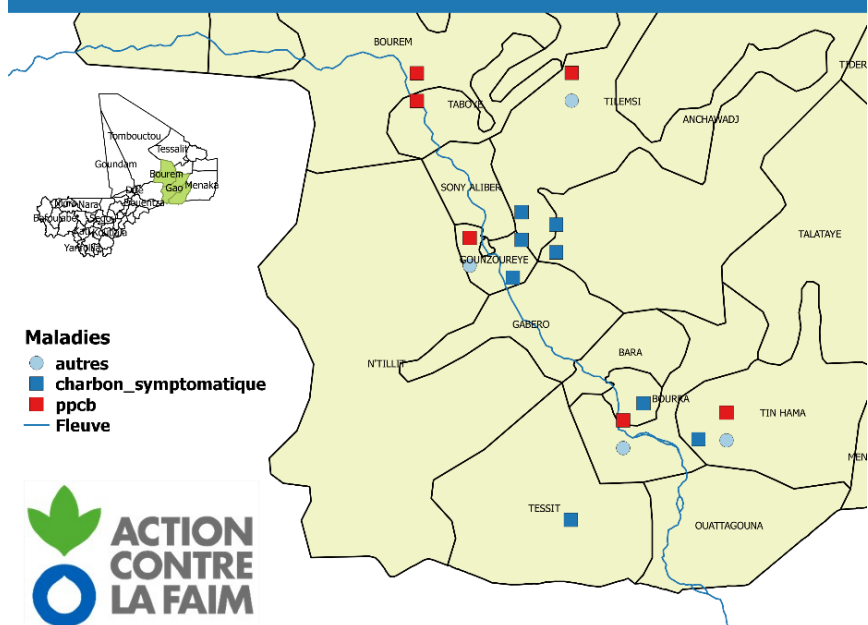 BOUREM
TIDER
TABOYE
TILEMSI
ANCHAWADJ
Tombouctou
Tessalit
Goundam
Bourem
Gao
Menaka
SONY ALIBER
TALATAYE
GOUNZOUREYE
GABERO
BARA
N'TILLIT
BOURRA
TIN HAMA
MEN
TESSIT
OUATTAGOUNA
Maladies
autres
charbon_symptomatique
ppcb
Fleuve
ACTION
CONTRE
LA FAIM